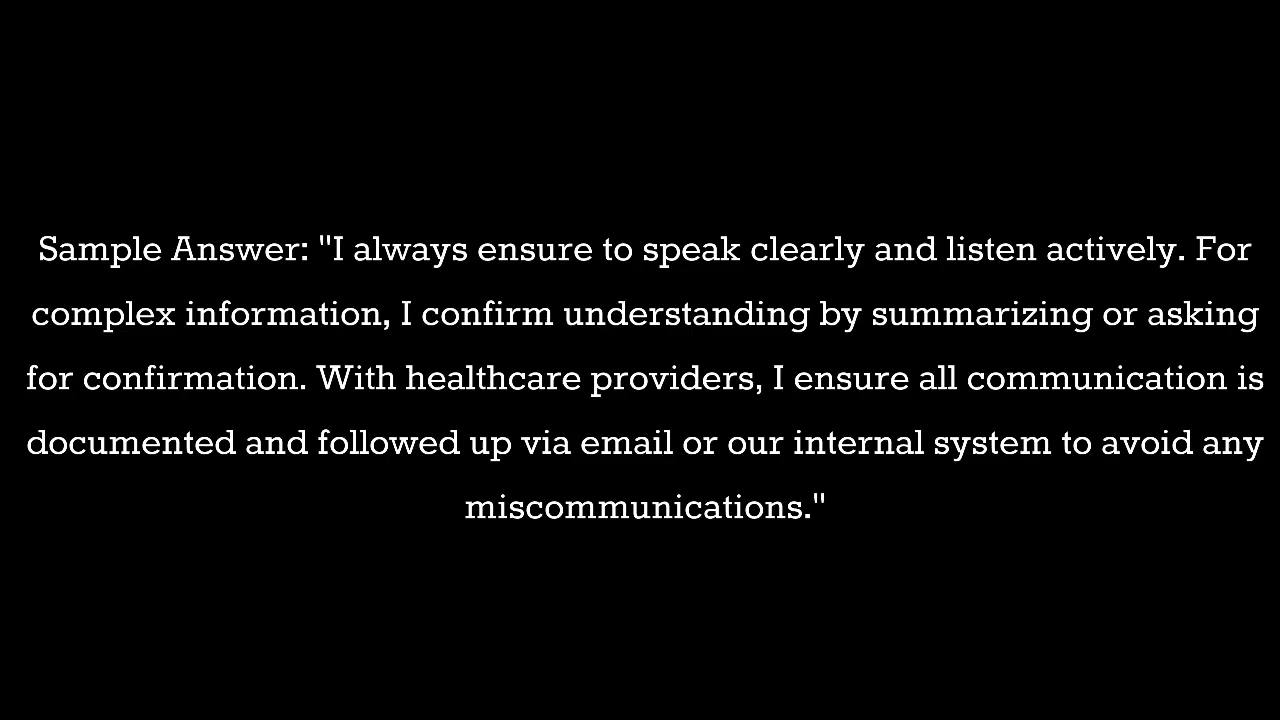 Sample Answer: "I always ensure to speak clearly and listen actively. For
complex information, I confirm understanding by summarizing or asking
for confirmation. With healthcare providers, I ensure all communication is
documented and followed up via email or our internal system to avoid any
miscommunications."